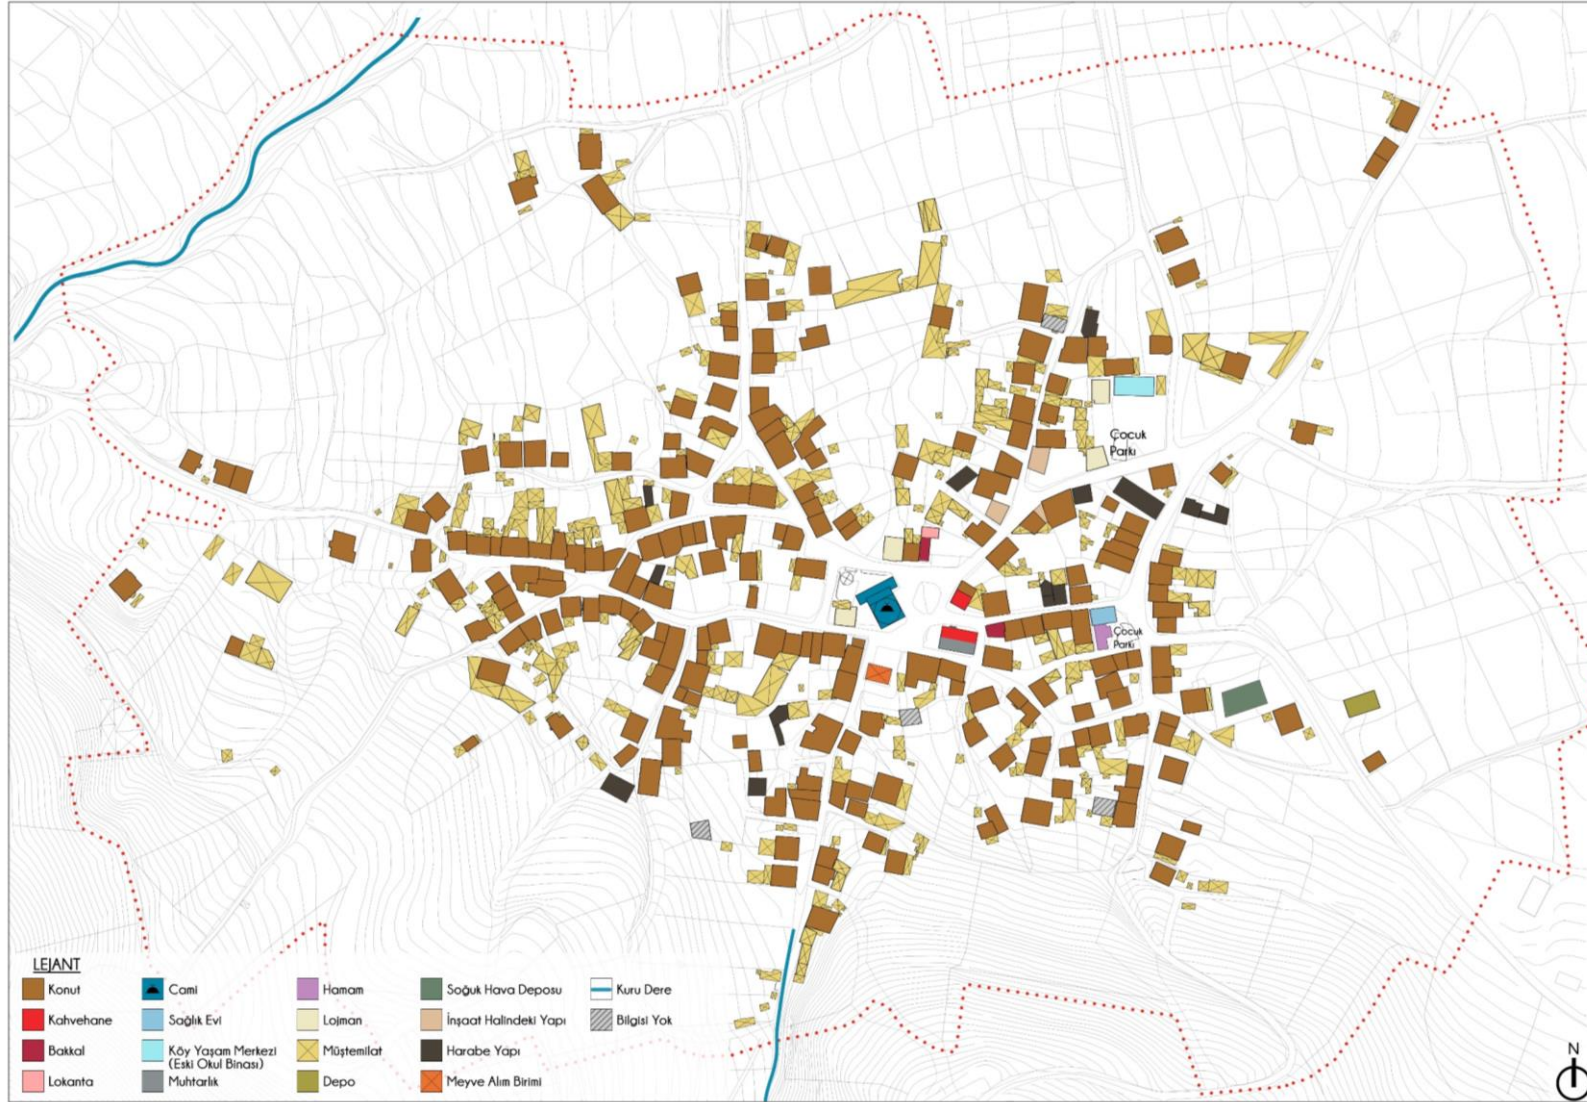 Çocuk
Parkı
Çocuk
Parkı
LEJANT
Konut
Cami
Hamam
Soğuk Hava Deposu
Kuru Dere
Kahvehane
Sağlık Evi
Lojman
İnşaat Halindeki Yapı
Bilgisi Yok
Bakkal
Köy Yaşam Merkezi
(Eski Okul Binası)
Müştemilat
Harabe Yapı
Lokanta
Muhtarlık
Depo
Meyve Alım Birimi
N